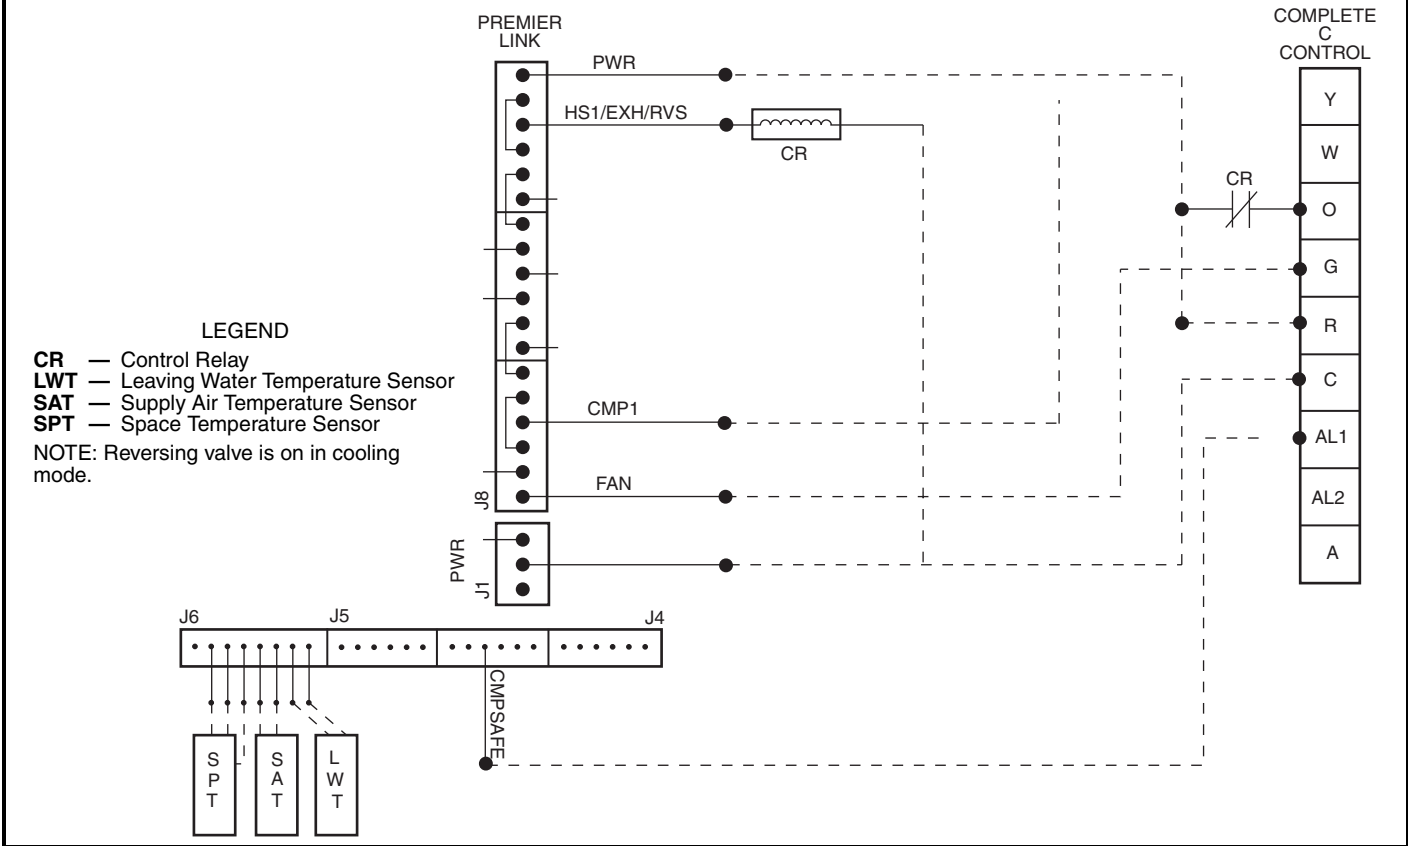 PREMIER
LINK
COMPLETE
C
CONTROL
PWR
HS1/EXH/RVS
CR
CR
Y
W
O
G
R
C
AL1
AL2
A
LEGEND
CR — Control Relay
LWT — Leaving Water Temperature Sensor
SAT — Supply Air Temperature Sensor
SPT — Space Temperature Sensor
NOTE: Reversing valve is on in cooling
mode.
CMP1
FAN
J8
PWR
J1
J6
J5
J4
CMPSAFE
SPT
SAT
LWT